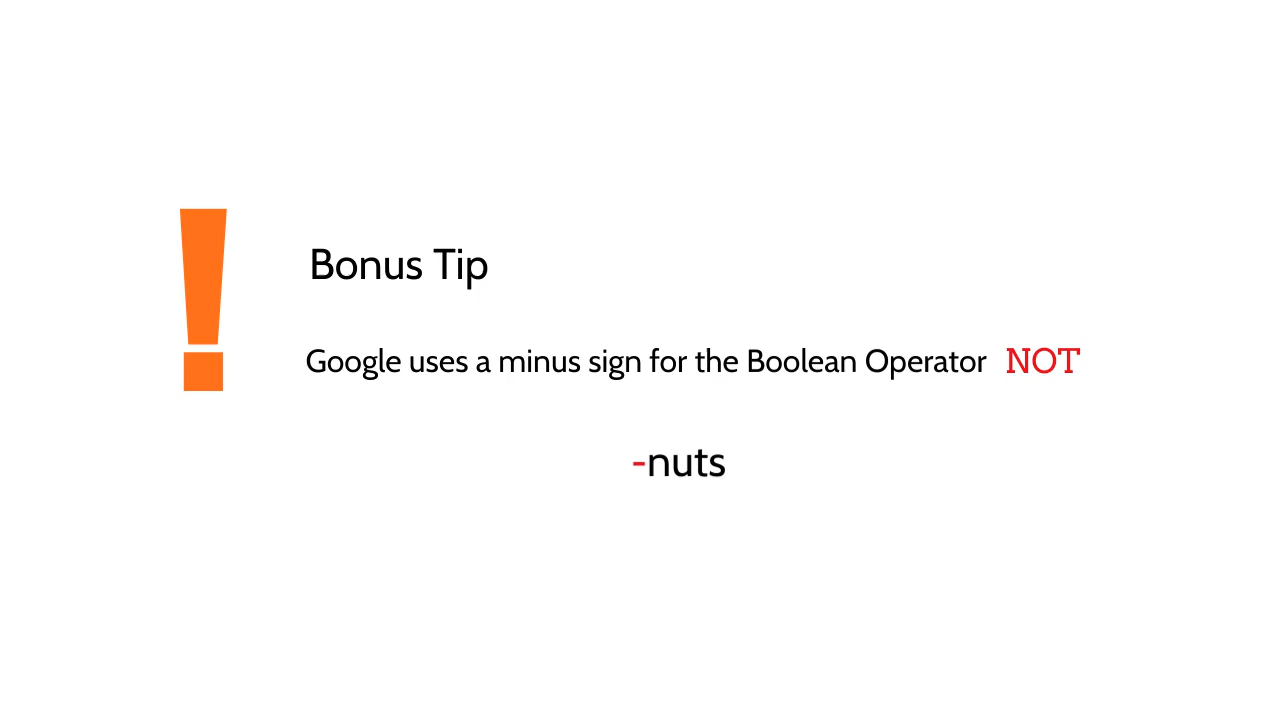 Bonus Tip
Google uses a minus sign for the Boolean Operator NOT
-nuts